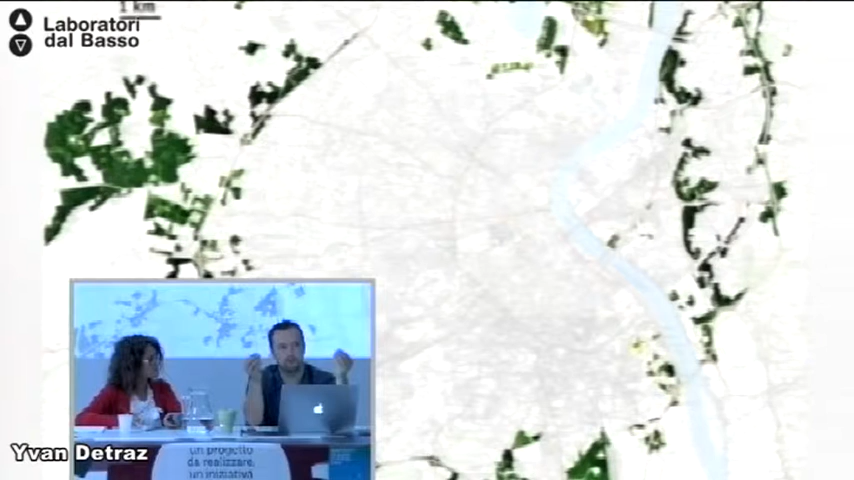 1 km
Laboratori
dal Basso
Yvan Detraz
un progetto
da realizzare,
un'iniziativa